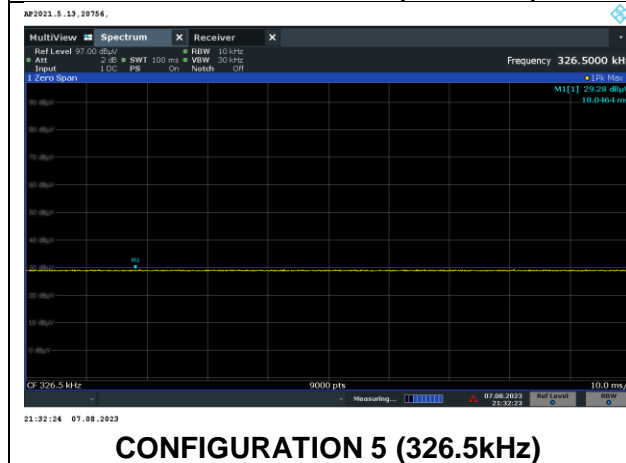 AP2021.5.13,20756,
MultiView Spectrum X Receiver X
Ref Level 97.00 dBµV RBW 10 kHz
Att 2 dB SWT 100 ms VBW 30 kHz Frequency 326.5000 kH
Input 1 DC PS On Notch Off
1 Zero Span 1Pk Max
M1[1] 29.28 dBµV
18.0464 m
90 dBµV
80 dBµV
70 dBµV
60 dBµV
50 dBµV
40 dBµV
M1
30 dBµV
20 dBµV
10 dBµV
0 dBµV
CF 326.5 kHz 9000 pts 10.0 ms/
Measuring... 07.08.2023 Ref Level RBW
21:32:23
21:32:24 07.08.2023
CONFIGURATION 5 (326.5kHz)